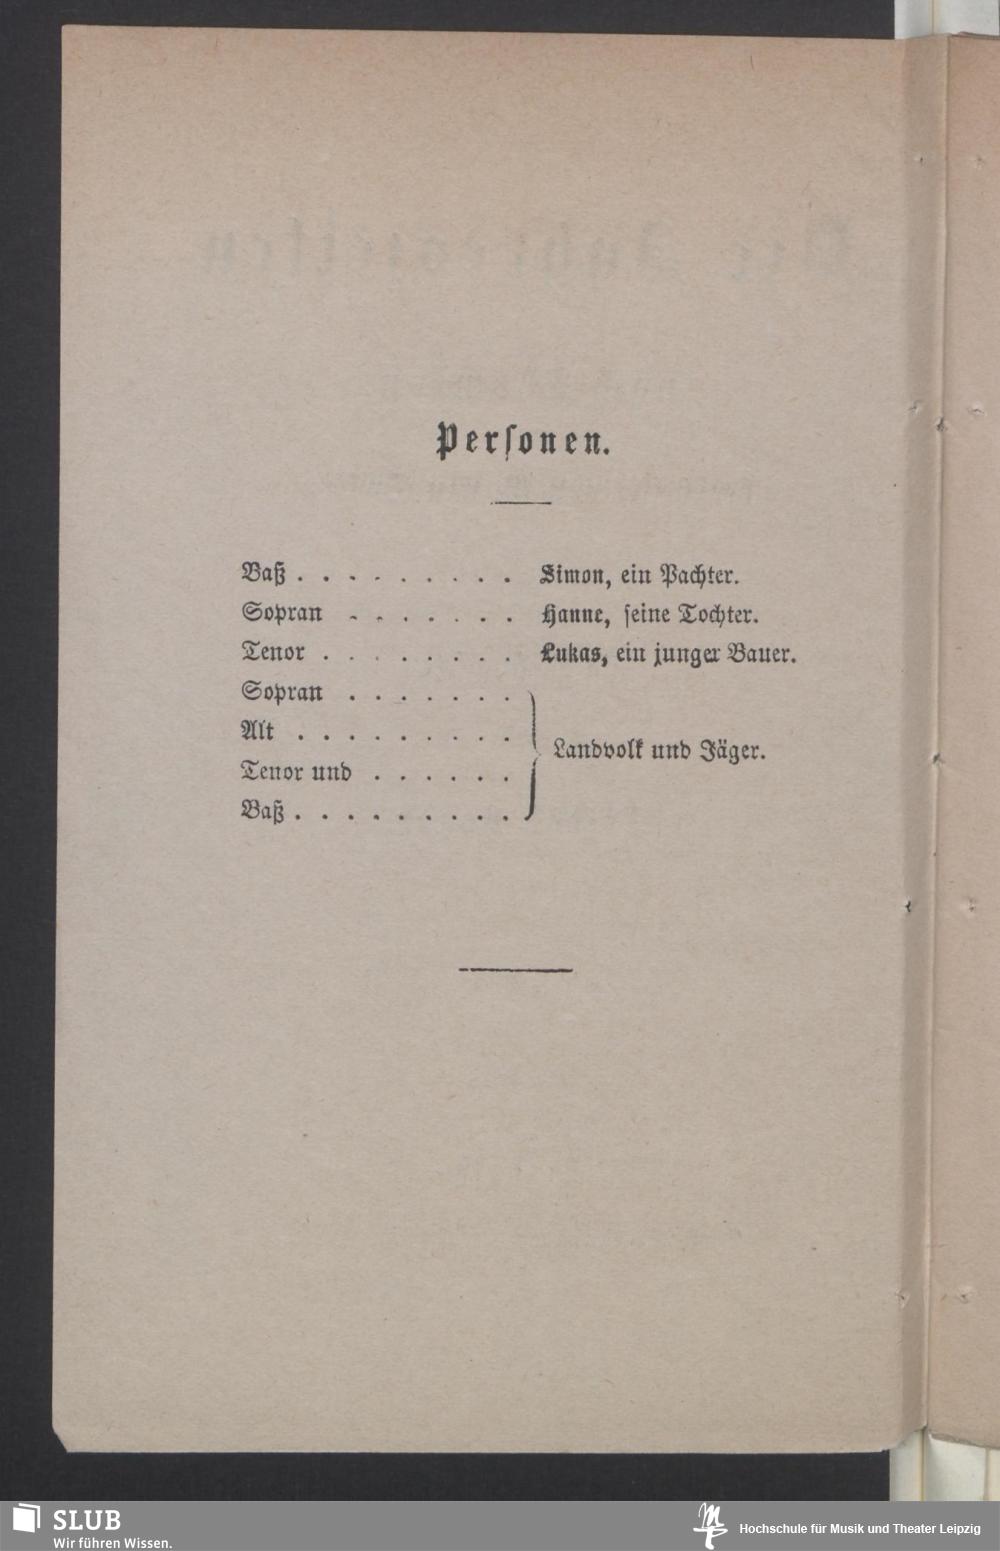 Personen.
Baß . . . . . . . . . Simon, ein Pachter.
Sopran . . . . . . . Hanne, seine Tochter.
Tenor . . . . . . . . Lukas, ein junger Bauer.
Sopran . . . . . . .
Alt . . . . . . . . .
Landvolk und Jäger.
Tenor und . . . . . .
Baß . . . . . . . . .
SLUB
Wir führen Wissen.
Hochschule für Musik und Theater Leipzig